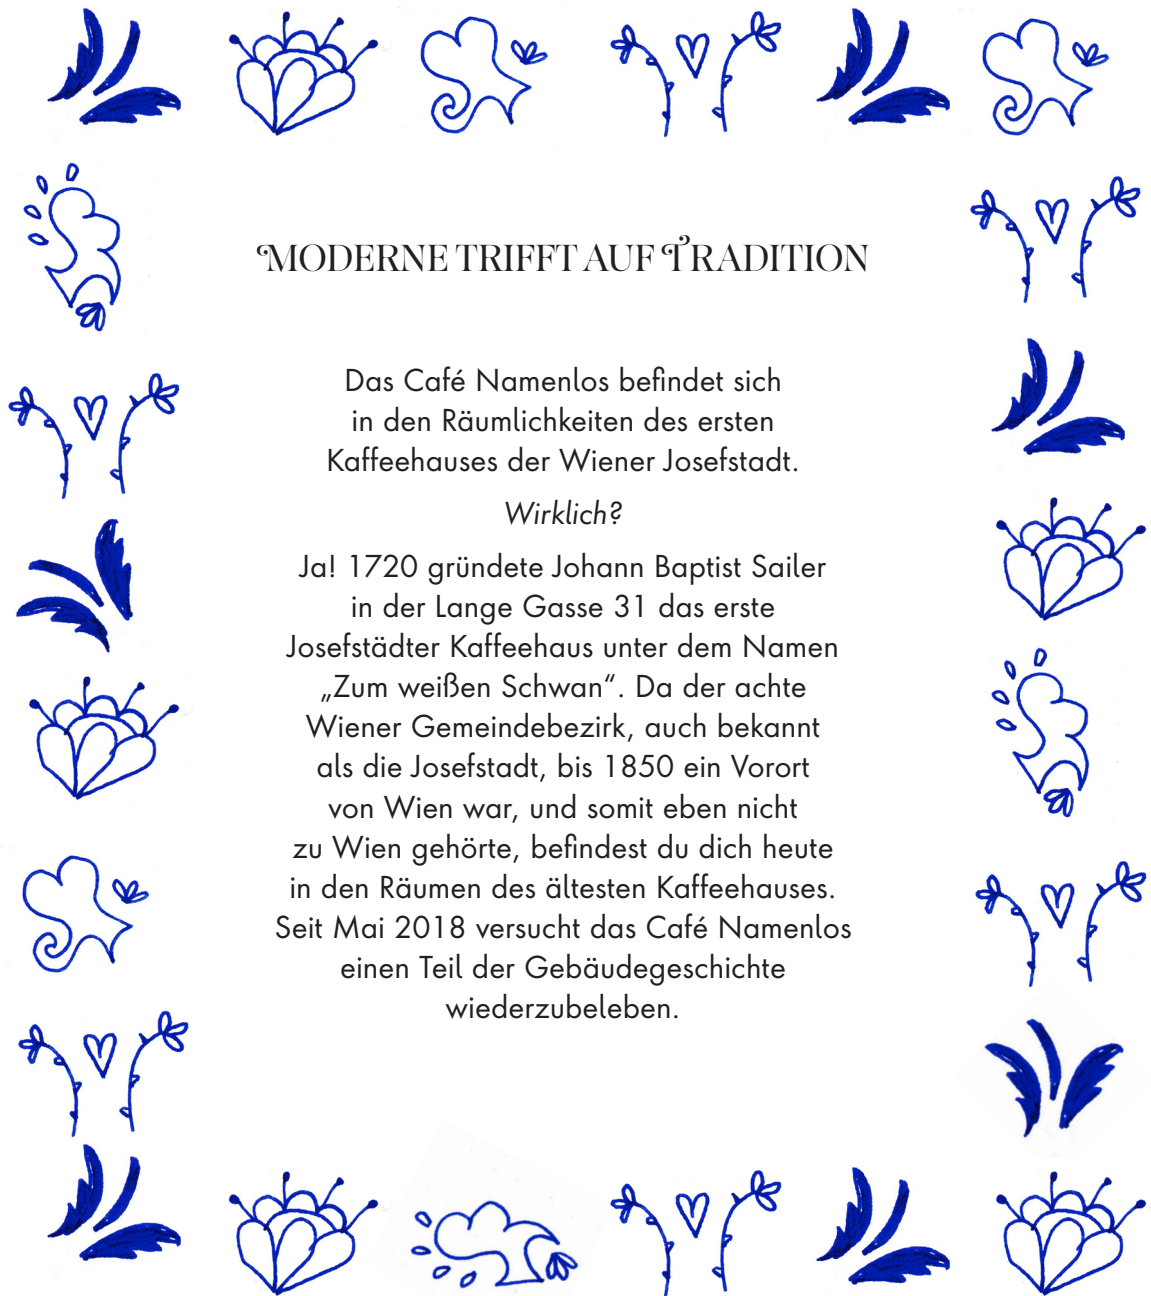 MODERNE TRIFFT AUF TRADITION
Das Café Namenlos befindet sich
in den Räumlichkeiten des ersten
Kaffeehauses der Wiener Josefstadt.
Wirklich?
Ja! 1720 gründete Johann Baptist Sailer
in der Lange Gasse 31 das erste
Josefstädter Kaffeehaus unter dem Namen
„Zum weißen Schwan“. Da der achte
Wiener Gemeindebezirk, auch bekannt
als die Josefstadt, bis 1850 ein Vorort
von Wien war, und somit eben nicht
zu Wien gehörte, befindest du dich heute
in den Räumen des ältesten Kaffeehauses.
Seit Mai 2018 versucht das Café Namenlos
einen Teil der Gebäudegeschichte
wiederzubeleben.